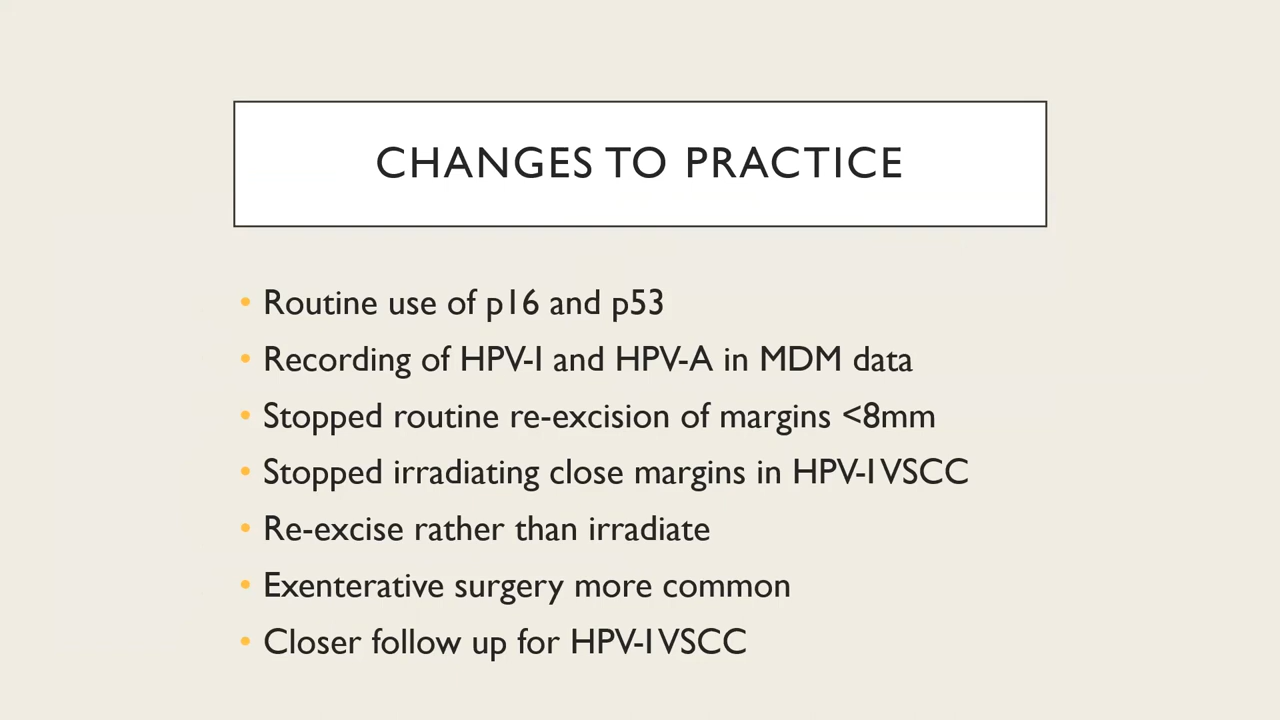 CHANGES TO PRACTICE
• Routine use of p16 and p53
• Recording of HPV-I and HPV-A in MDM data
• Stopped routine re-excision of margins <8mm
• Stopped irradiating close margins in HPV-I VSCC
• Re-excise rather than irradiate
• Exenterative surgery more common
• Closer follow up for HPV-I VSCC